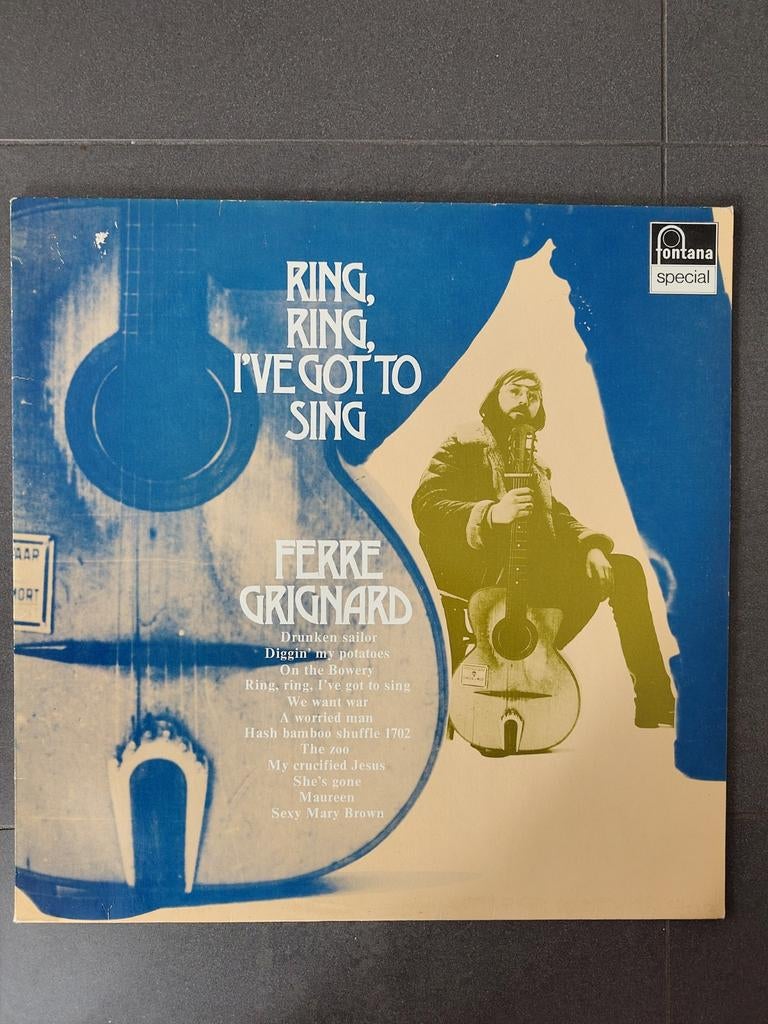 fontana
special
RING,
RING,
I'VE GOT TO
SING
FERRE
GRIGNARD
Drunken sailor
Diggin' my potatoes
On the Bowery
Ring, ring, I've got to sing
We want war
A worried man
Hash bamboo shuffle 1702
The zoo
My crucified Jesus
She's gone
Maureen
Sexy Mary Brown
AAR
MORT